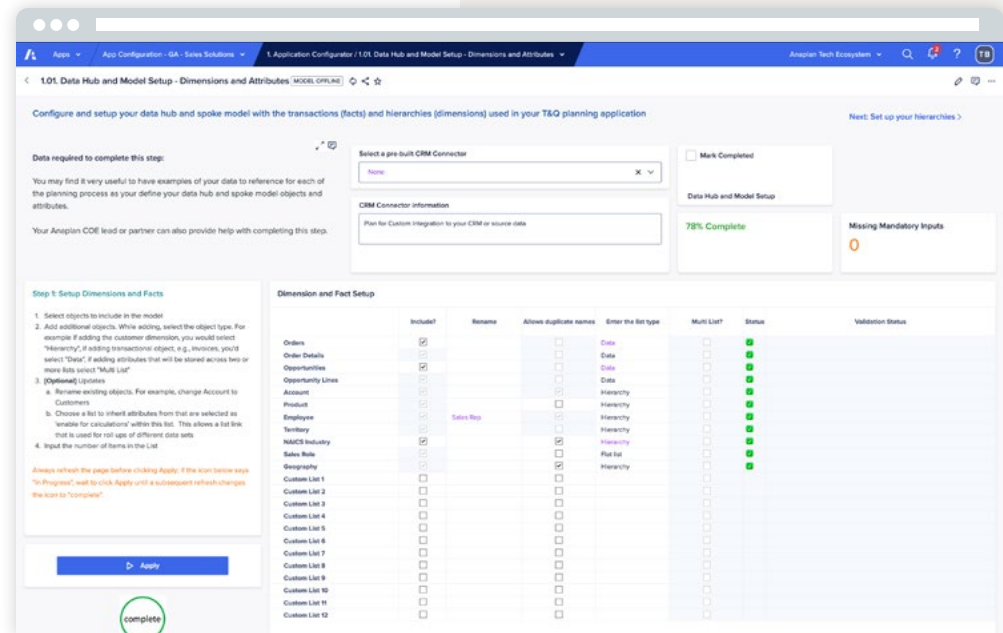 Apps
App Configuration - GA - Sales Solutions
1. Application Configurator / 1.01. Data Hub and Model Setup - Dimensions and Attributes
Anaplan Tech Ecosystem
2
?
TB
1.01. Data Hub and Model Setup - Dimensions and Attributes MODEL OFFLINE
Configure and setup your data hub and spoke model with the transactions (facts) and hierarchies (dimensions) used in your T&Q planning application
Next: Set up your hierarchies >
Data required to complete this step:
You may find it very useful to have examples of your data to reference for each of
the planning process as your define your data hub and spoke model objects and
attributes.
Your Anaplan COE lead or partner can also provide help with completing this step.
Select a pre-built CRM Connector
None
CRM Connector information
Plan for Custom Integration to your CRM or source data
Mark Completed
Data Hub and Model Setup
78% Complete
Missing Mandatory Inputs
0
Step 1: Setup Dimensions and Facts
1. Select objects to include in the model
2. Add additional objects. While adding, select the object type. For
example if adding the customer dimension, you would select
"Hierarchy", if adding transactional object, e.g., invoices, you'd
select "Data", if adding attributes that will be stored across two or
more lists select "Multi List"
3. [Optional] Updates
a. Rename existing objects. For example, change Account to
Customers
b. Choose a list to inherit attributes from that are selected as
'enable for calculations' within this list. This allows a list link
that is used for roll ups of different data sets
4. Input the number of items in the List
Always refresh the page before clicking Apply: if the icon below says
"In Progress", wait to click Apply until a subsequent refresh changes
the icon to "complete".
Apply
complete
Dimension and Fact Setup
Include? Rename Allows duplicate names Enter the list type Multi List? Status Validation Status
Orders Data
Order Details Data
Opportunities Data
Opportunity Lines Data
Account Hierarchy
Product Hierarchy
Employee Sales Rep Hierarchy
Territory Hierarchy
NAICS Industry Hierarchy
Sales Role Flat list
Geography Hierarchy
Custom List 1
Custom List 2
Custom List 3
Custom List 4
Custom List 5
Custom List 6
Custom List 7
Custom List 8
Custom List 9
Custom List 10
Custom List 11
Custom List 12